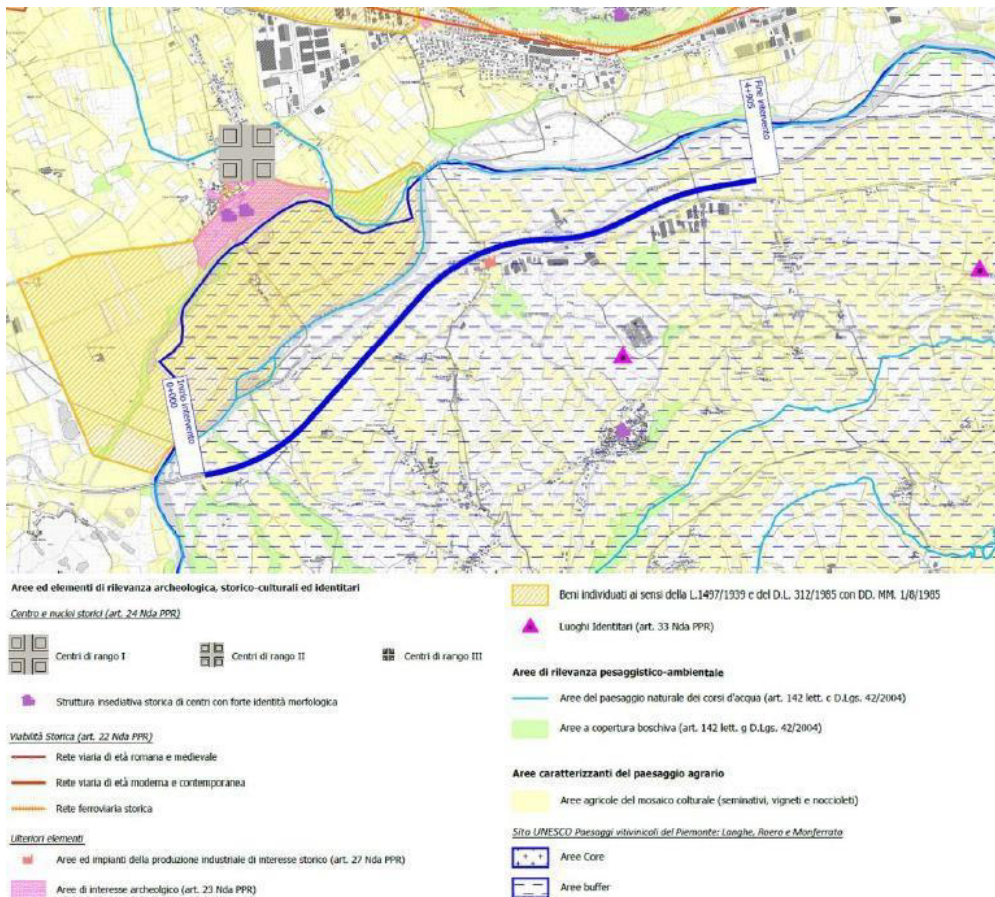 Fine intervento
4+905
Inizio intervento
0+000
Aree ed elementi di rilevanza archeologica, storico-culturali ed identitari
Centro e nuclei storici (art. 24 Nda PPR)
Centri di rango I
Centri di rango II
Centri di rango III
Struttura insediativa storica di centri con forte identità morfologica
Viabilità Storica (art. 22 Nda PPR)
Rete viaria di età romana e medievale
Rete viaria di età moderna e contemporanea
Rete ferroviaria storica
Ulteriori elementi
Aree ed impianti della produzione industriale di interesse storico (art. 27 Nda PPR)
Aree di interesse archeolgico (art. 23 Nda PPR)
Beni individuati ai sensi della L.1497/1939 e del D.L. 312/1985 con DD. MM. 1/8/1985
Luoghi Identitari (art. 33 Nda PPR)
Aree di rilevanza pesaggistico-ambientale
Aree del paesaggio naturale dei corsi d'acqua (art. 142 lett. c D.Lgs. 42/2004)
Aree a copertura boschiva (art. 142 lett. g D.Lgs. 42/2004)
Aree caratterizzanti del paesaggio agrario
Aree agricole del mosaico colturale (seminativi, vigneti e noccioleti)
Sito UNESCO Paesaggi vitivinicoli del Piemonte: Langhe, Roero e Monferrato
Aree Core
Aree buffer